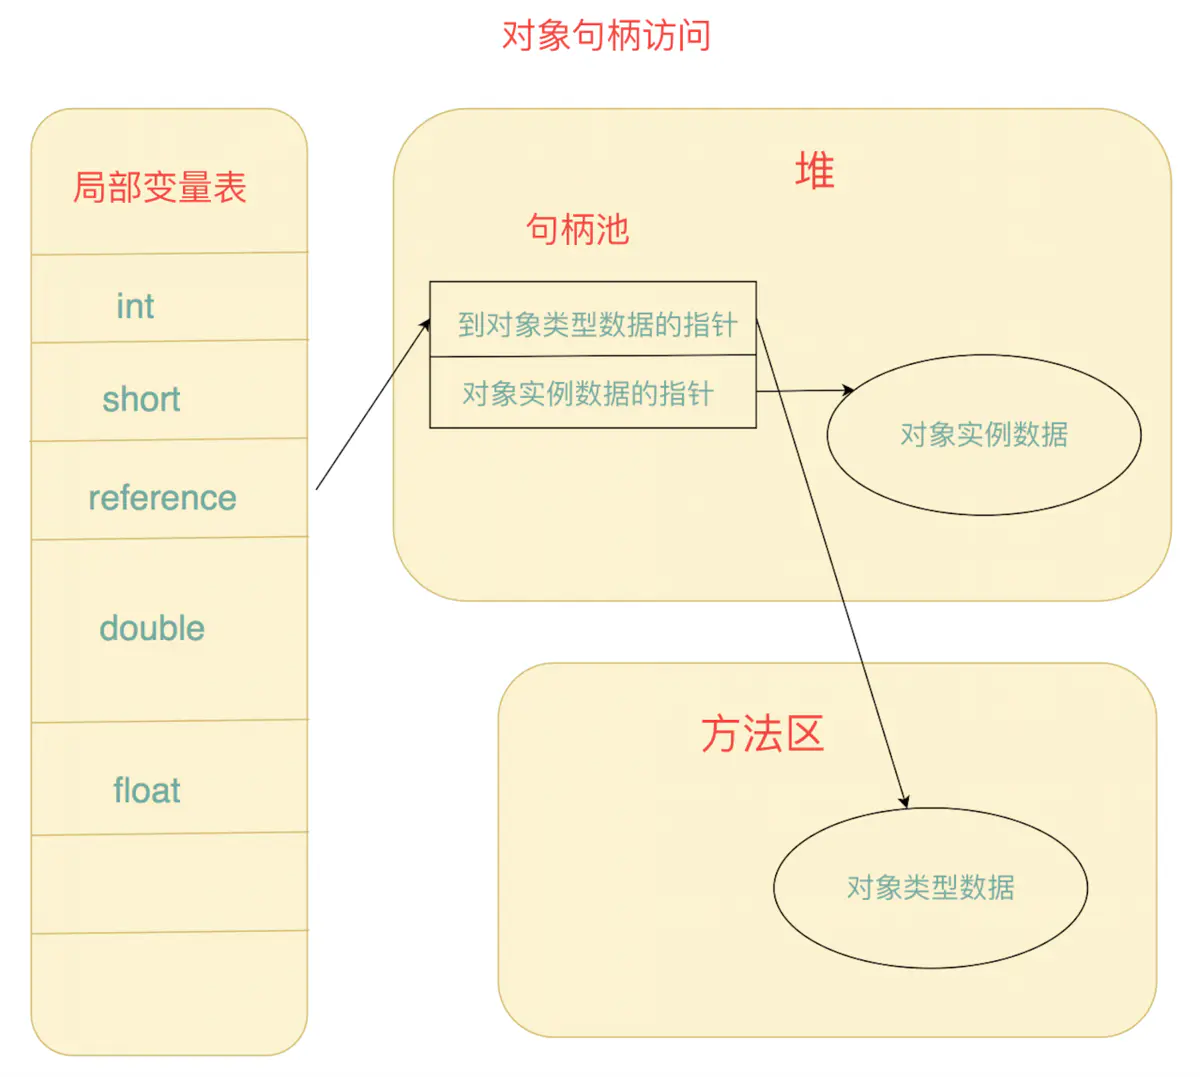 对象句柄访问
局部变量表
int
short
reference
double
float
堆
句柄池
到对象类型数据的指针
对象实例数据的指针
对象实例数据
方法区
对象类型数据